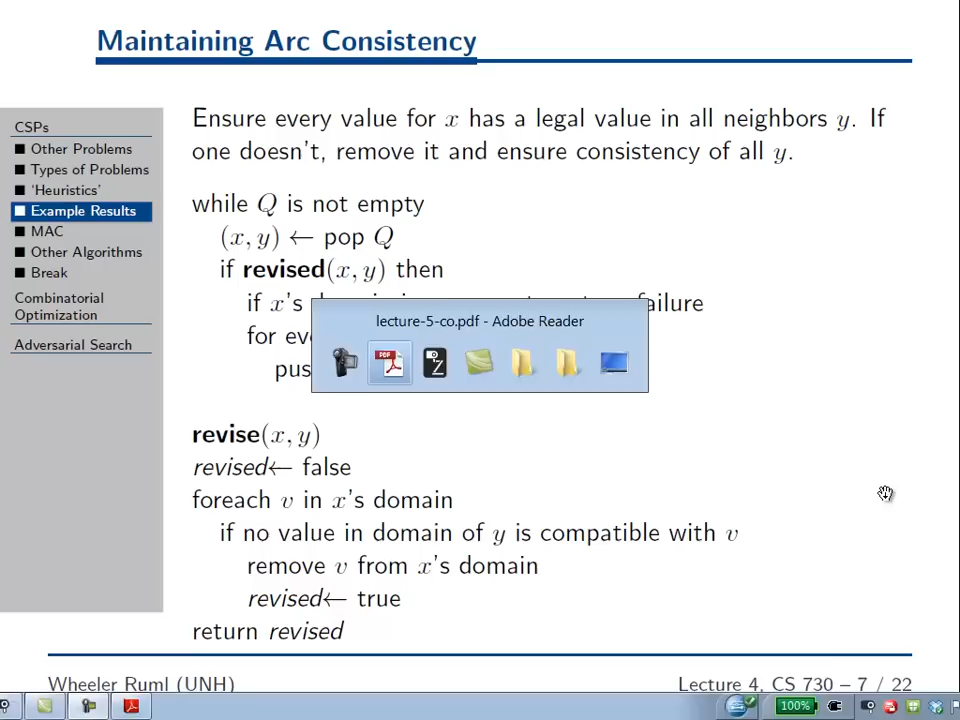 Maintaining Arc Consistency
CSPs
Other Problems
Types of Problems
‘Heuristics’
Example Results
MAC
Other Algorithms
Break
Combinatorial
Optimization
Adversarial Search
Ensure every value for x has a legal value in all neighbors y. If
one doesn't, remove it and ensure consistency of all y.
while Q is not empty
(x, y) ← pop Q
if revised(x, y) then
if x's
for
lecture-5-co.pdf - Adobe Reader
revise(x, y)
revised← false
foreach v in x's domain
if no value in domain of y is compatible with v
remove v from x's domain
revised← true
return revised
Wheeler Ruml (UNH)
Lecture 4, CS 730 – 7 / 22
100%